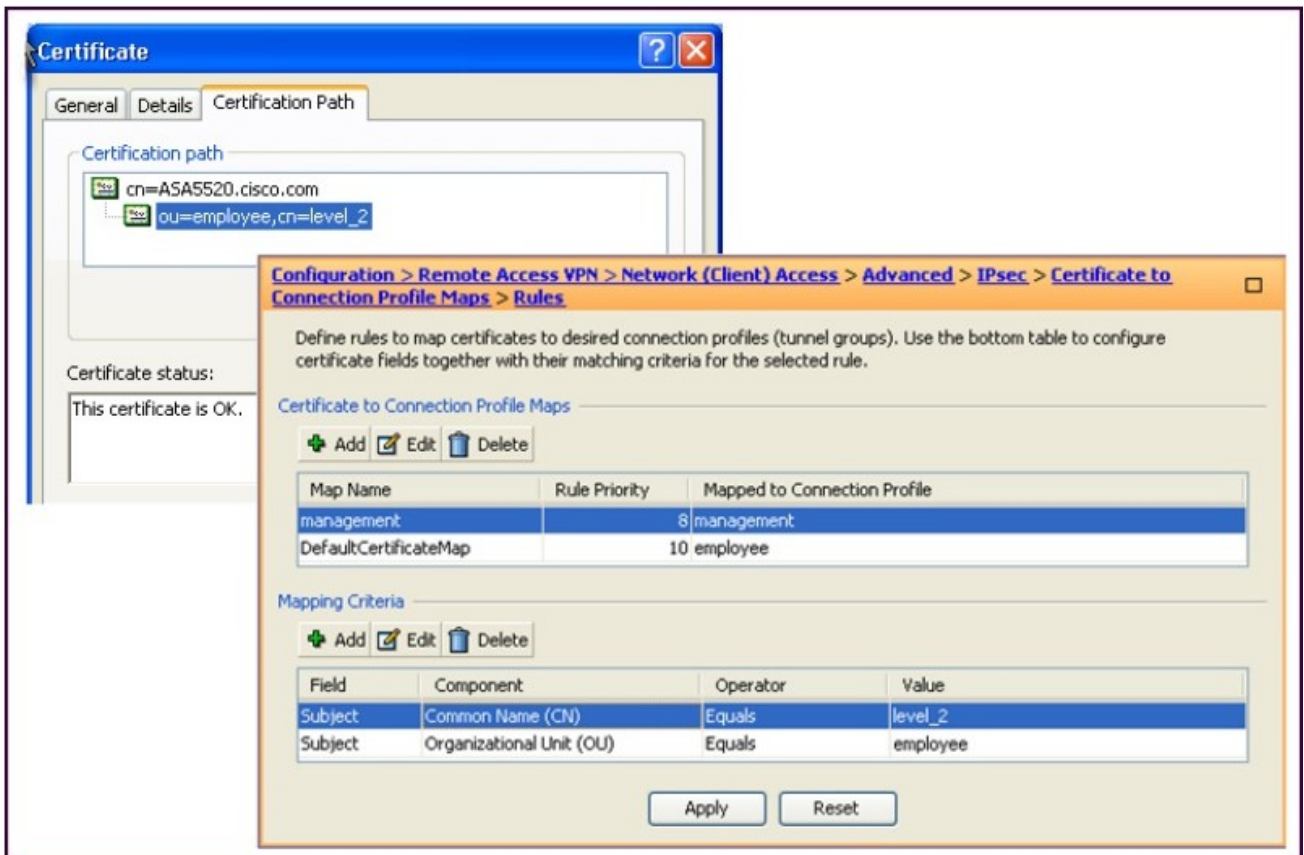 Certificate
General Details Certification Path
Certification path
cn=ASA5520.cisco.com
ou=employee,cn=level_2
Certificate status:
This certificate is OK.
Configuration > Remote Access VPN > Network (Client) Access > Advanced > IPsec > Certificate to
Connection Profile Maps > Rules
Define rules to map certificates to desired connection profiles (tunnel groups). Use the bottom table to configure
certificate fields together with their matching criteria for the selected rule.
Certificate to Connection Profile Maps
Add Edit Delete
Map Name Rule Priority Mapped to Connection Profile
management 8 management
DefaultCertificateMap 10 employee
Mapping Criteria
Add Edit Delete
Field Component Operator Value
Subject Common Name (CN) Equals level_2
Subject Organizational Unit (OU) Equals employee
Apply Reset